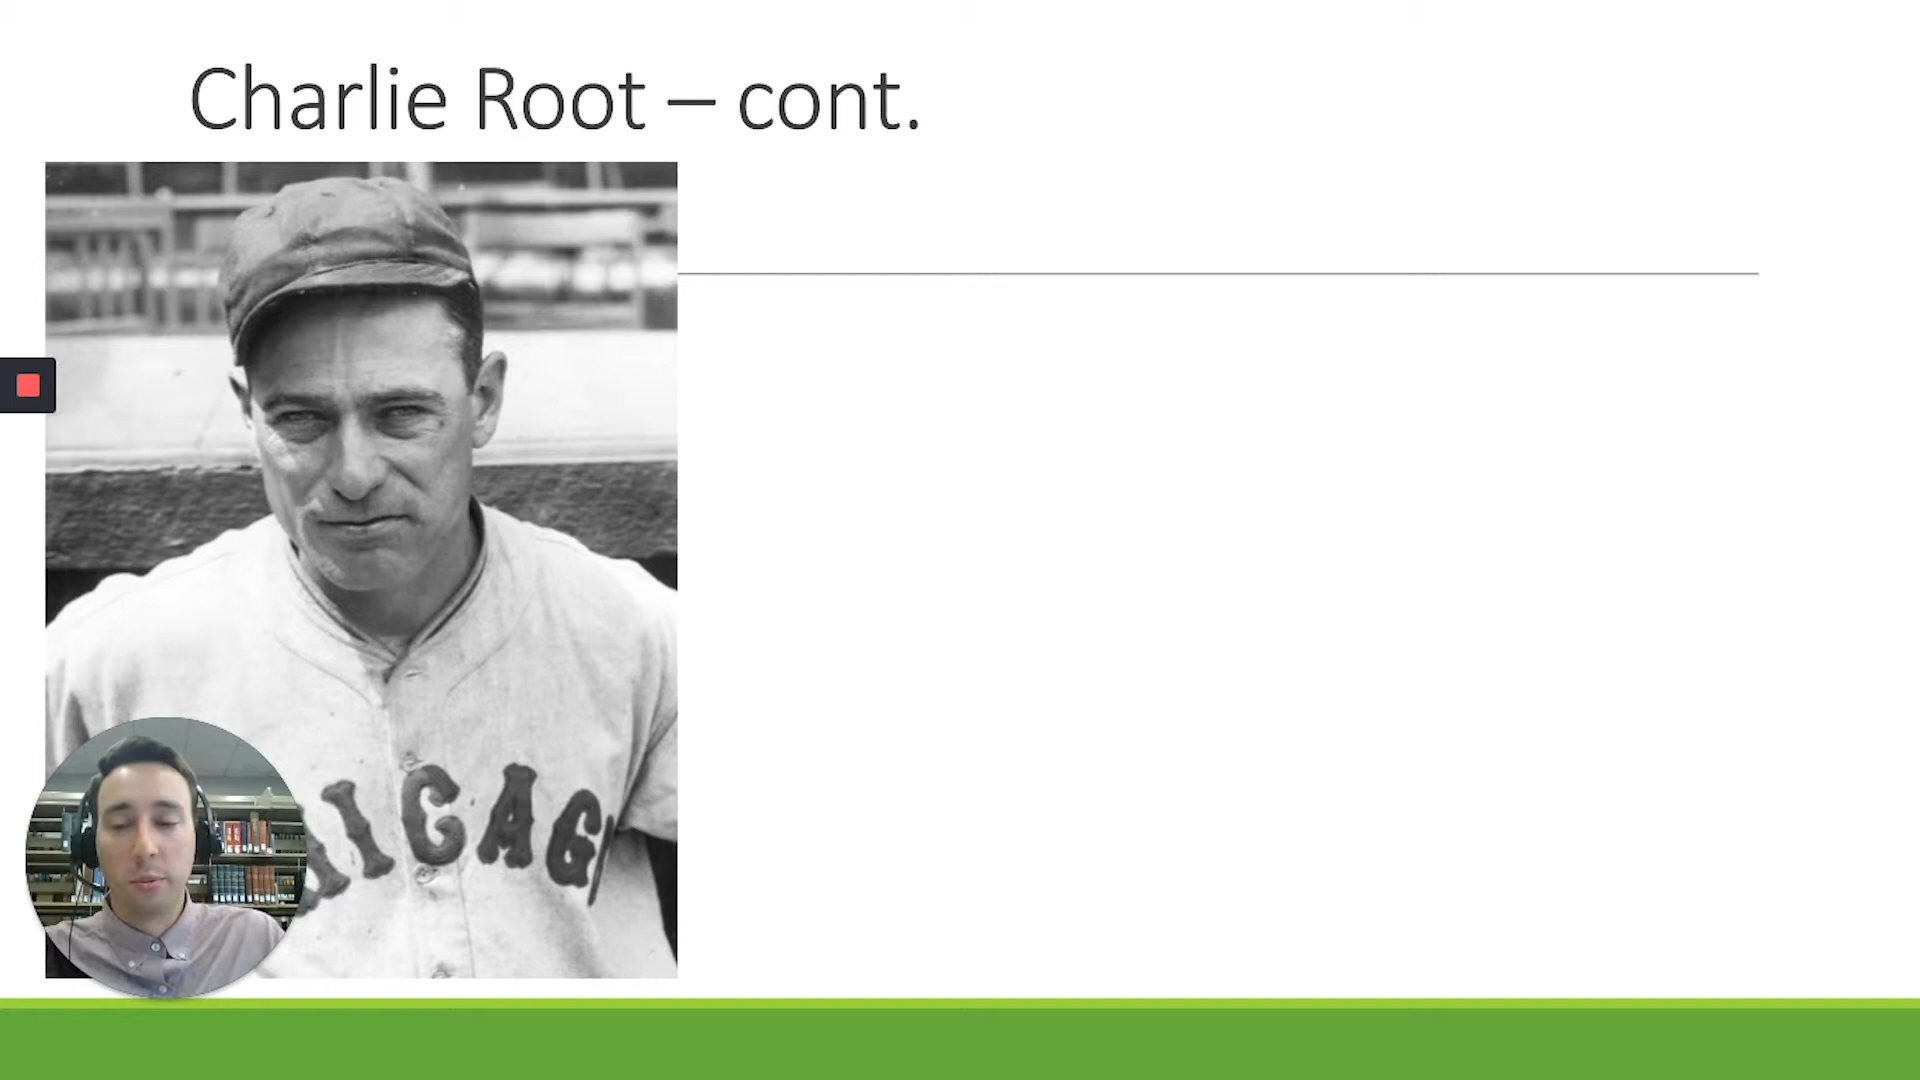 Charlie Root – cont.
ICAG